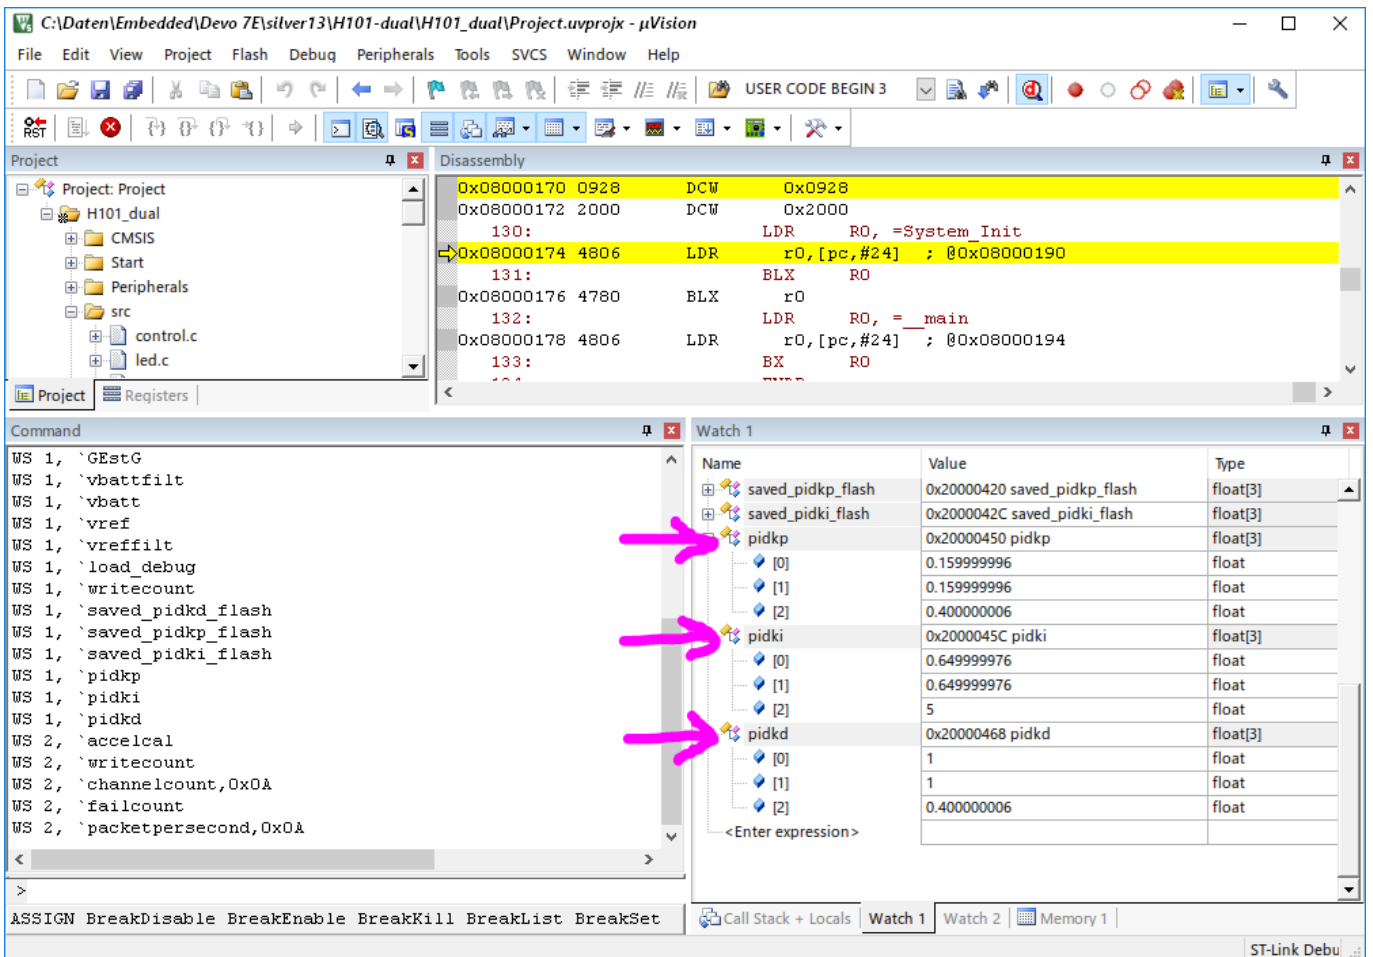 C:\Daten\Embedded\Devo 7E\silver13\H101-dual\H101_dual\Project.uvprojx - µVision
File Edit View Project Flash Debug Peripherals Tools SVCS Window Help
USER CODE BEGIN 3
RST
Project
Project: Project
H101_dual
CMSIS
Start
Peripherals
src
control.c
led.c
Project Registers
Disassembly
0x08000170 0928 DCW 0x0928
0x08000172 2000 DCW 0x2000
130: LDR R0, =System_Init
0x08000174 4806 LDR r0,[pc,#24] ; @0x08000190
131: BLX R0
0x08000176 4780 BLX r0
132: LDR R0, =__main
0x08000178 4806 LDR r0,[pc,#24] ; @0x08000194
133: BX R0
Command
WS 1, `GEstG
WS 1, `vbattfilt
WS 1, `vbatt
WS 1, `vref
WS 1, `vreffilt
WS 1, `load_debug
WS 1, `writecount
WS 1, `saved_pidkd_flash
WS 1, `saved_pidkp_flash
WS 1, `saved_pidki_flash
WS 1, `pidkp
WS 1, `pidki
WS 1, `pidkd
WS 2, `accelcal
WS 2, `writecount
WS 2, `channelcount,0x0A
WS 2, `failcount
WS 2, `packetpersecond,0x0A
>
ASSIGN BreakDisable BreakEnable BreakKill BreakList BreakSet
Watch 1
Name Value Type
saved_pidkp_flash 0x20000420 saved_pidkp_flash float[3]
saved_pidki_flash 0x2000042C saved_pidki_flash float[3]
pidkp 0x20000450 pidkp float[3]
[0] 0.159999996 float
[1] 0.159999996 float
[2] 0.400000006 float
pidki 0x2000045C pidki float[3]
[0] 0.649999976 float
[1] 0.649999976 float
[2] 5 float
pidkd 0x20000468 pidkd float[3]
[0] 1 float
[1] 1 float
[2] 0.400000006 float
<Enter expression>
Call Stack + Locals Watch 1 Watch 2 Memory 1
ST-Link Debu